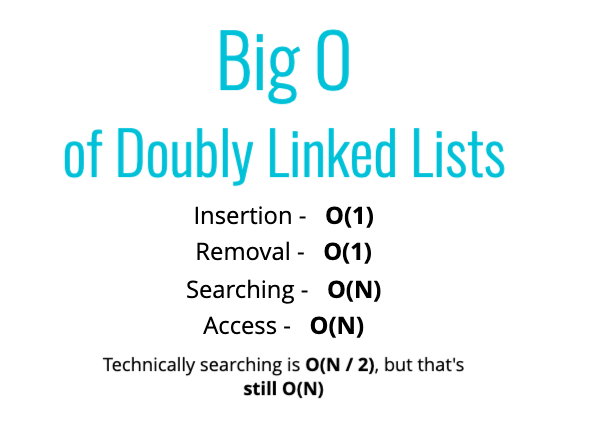 Big O
of Doubly Linked Lists
Insertion - O(1)
Removal - O(1)
Searching - O(N)
Access - O(N)
Technically searching is O(N / 2), but that's
still O(N)